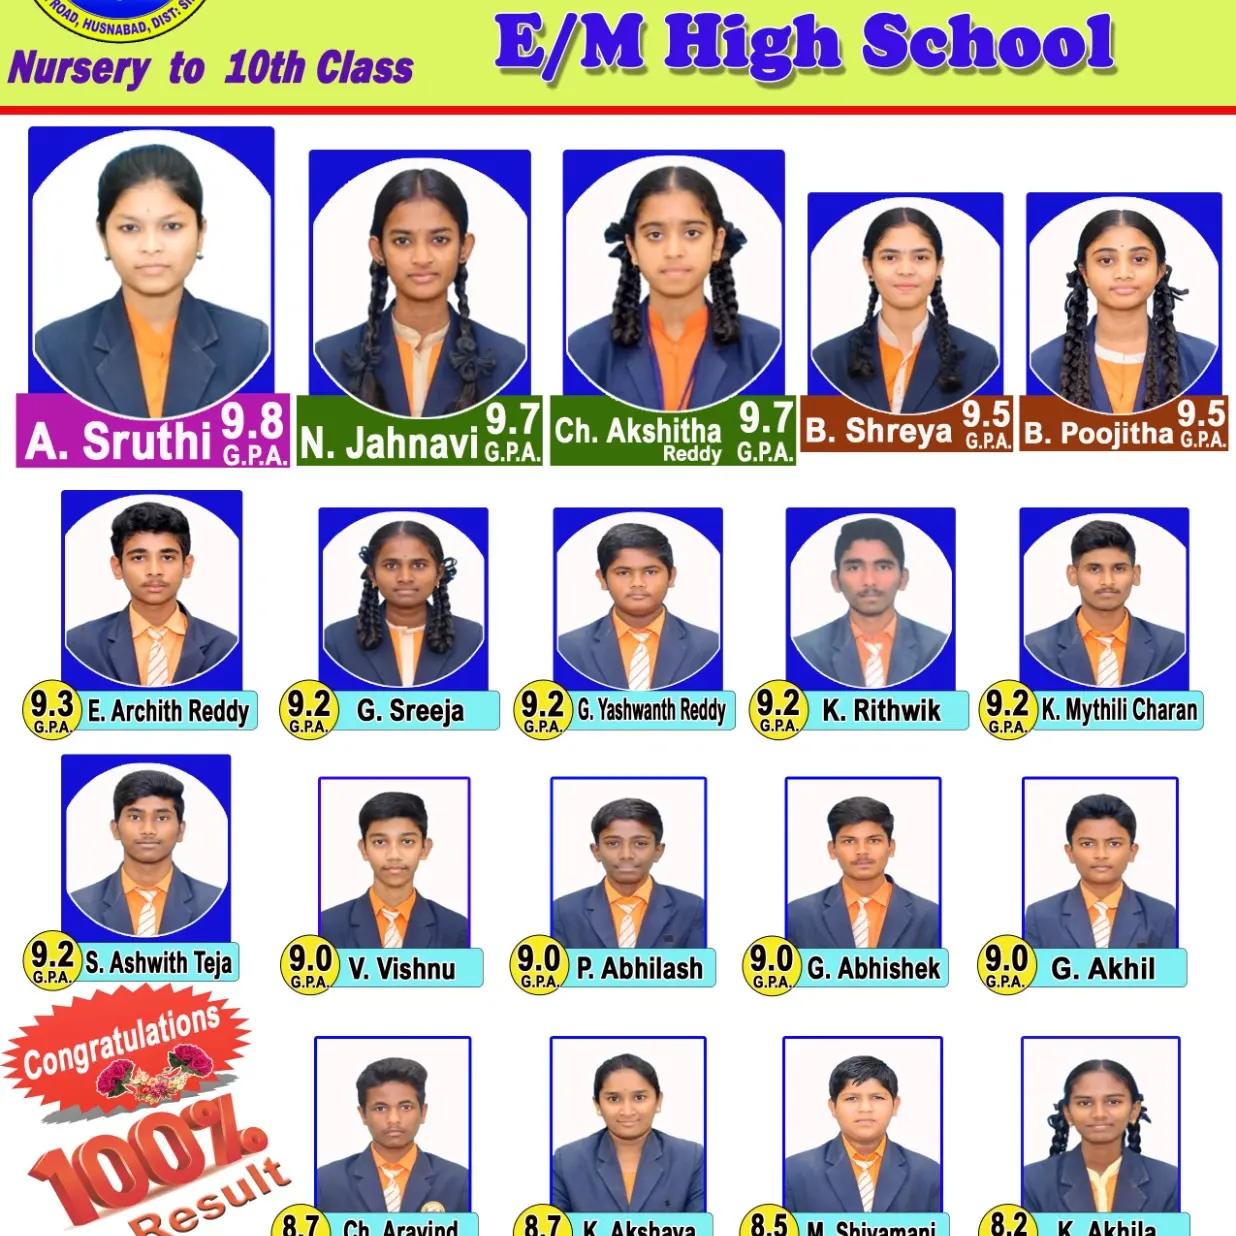 ROAD, HUSNABAD, DIST:
Nursery to 10th Class
E/M High School
A. Sruthi 9.8 G.P.A.
N. Jahnavi 9.7 G.P.A.
Ch. Akshitha Reddy 9.7 G.P.A.
B. Shreya 9.5 G.P.A.
B. Poojitha 9.5 G.P.A.
9.3 G.P.A. E. Archith Reddy
9.2 G.P.A. G. Sreeja
9.2 G.P.A. G. Yashwanth Reddy
9.2 G.P.A. K. Rithwik
9.2 G.P.A. K. Mythili Charan
9.2 G.P.A. S. Ashwith Teja
9.0 G.P.A. V. Vishnu
9.0 G.P.A. P. Abhilash
9.0 G.P.A. G. Abhishek
9.0 G.P.A. G. Akhil
Congratulations
100%
Result
8.7 Ch. Aravind
8.7 K. Akshaya
8.5 M. Shivamani
8.2 K. Akhila